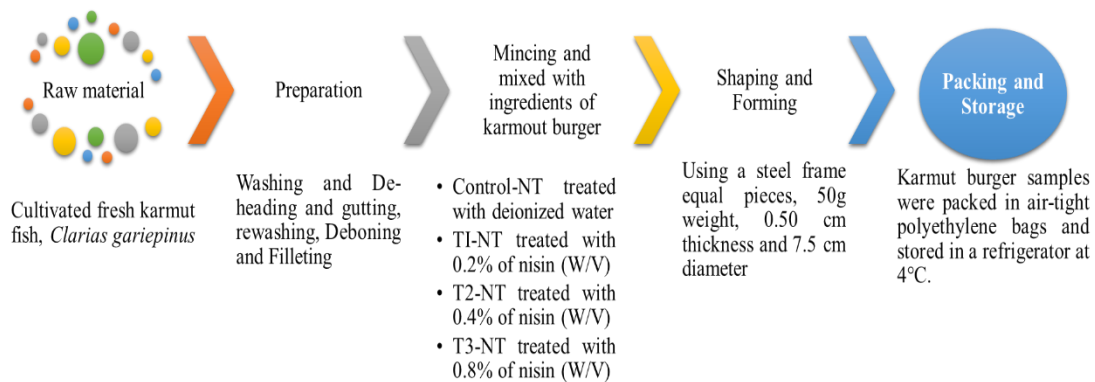 Raw material
Cultivated fresh karmut
fish, Clarias gariepinus
Preparation
Washing and De-
heading and gutting,
rewashing, Deboning
and Filleting
Mincing and
mixed with
ingredients of
karmout burger
• Control-NT treated
with deionized water
• TI-NT treated with
0.2% of nisin (W/V)
• T2-NT treated with
0.4% of nisin (W/V)
• T3-NT treated with
0.8% of nisin (W/V)
Shaping and
Forming
Using a steel frame
equal pieces, 50g
weight, 0.50 cm
thickness and 7.5 cm
diameter
Packing and
Storage
Karmut burger samples
were packed in air-tight
polyethylene bags and
stored in a refrigerator at
4°C.